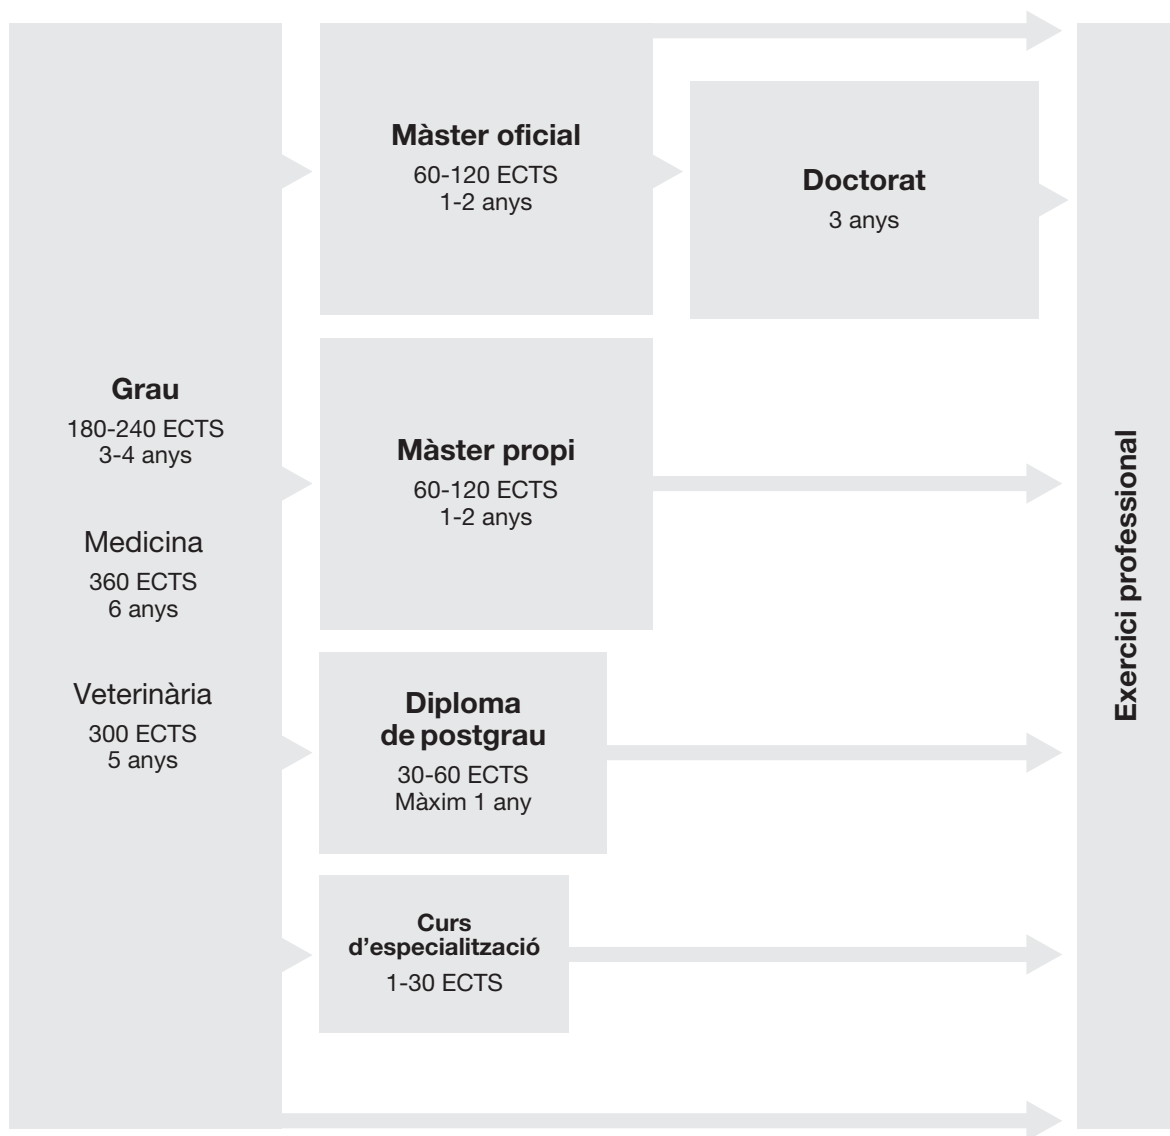 Grau
180-240 ECTS
3-4 anys
Medicina
360 ECTS
6 anys
Veterinària
300 ECTS
5 anys
Màster oficial
60-120 ECTS
1-2 anys
Doctorat
3 anys
Màster propi
60-120 ECTS
1-2 anys
Diploma
de postgrau
30-60 ECTS
Màxim 1 any
Curs
d’especialització
1-30 ECTS
Exercici professional